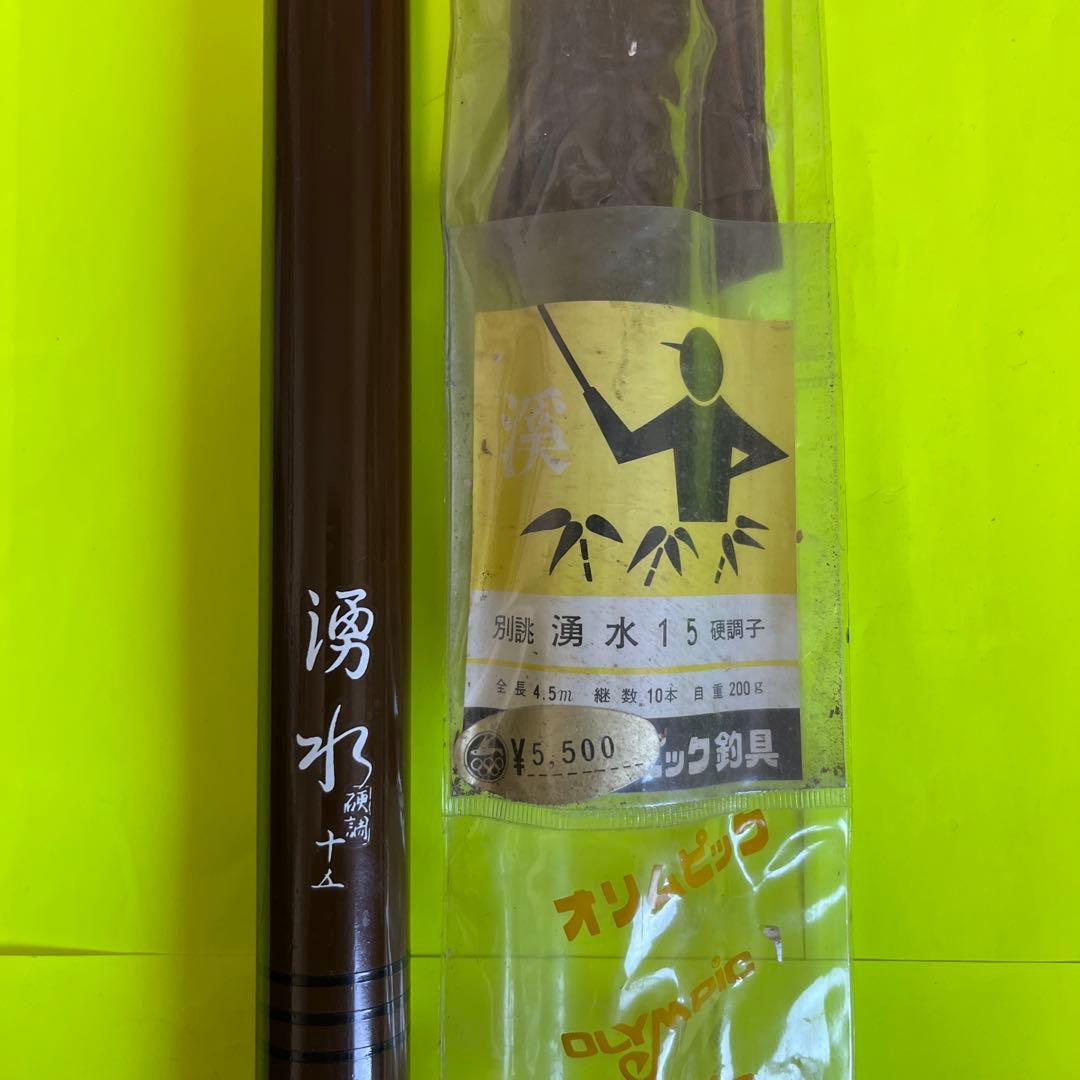 湧水
硬調
十五
溪
別誂 湧水15 硬調子
全長4.5m 継数10本 自重200g
¥5,500
ピック釣具
オリムピック
OLYMPIC